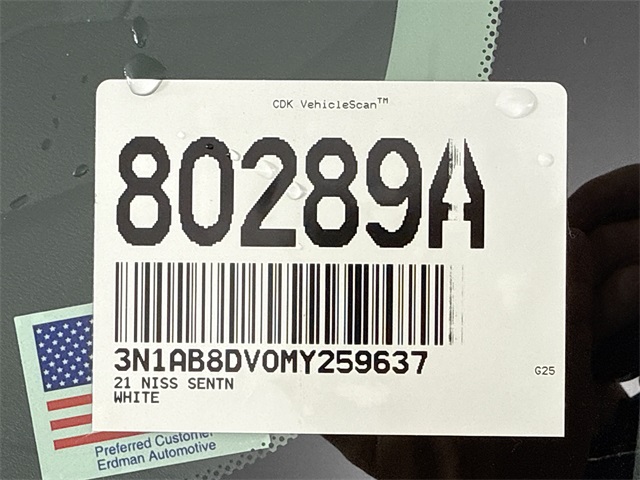 CDK VehicleScan™
80289A
3N1AB8DV0MY259637
21 NISS SENTN
WHITE
G25
Preferred Customer
Erdman Automotive